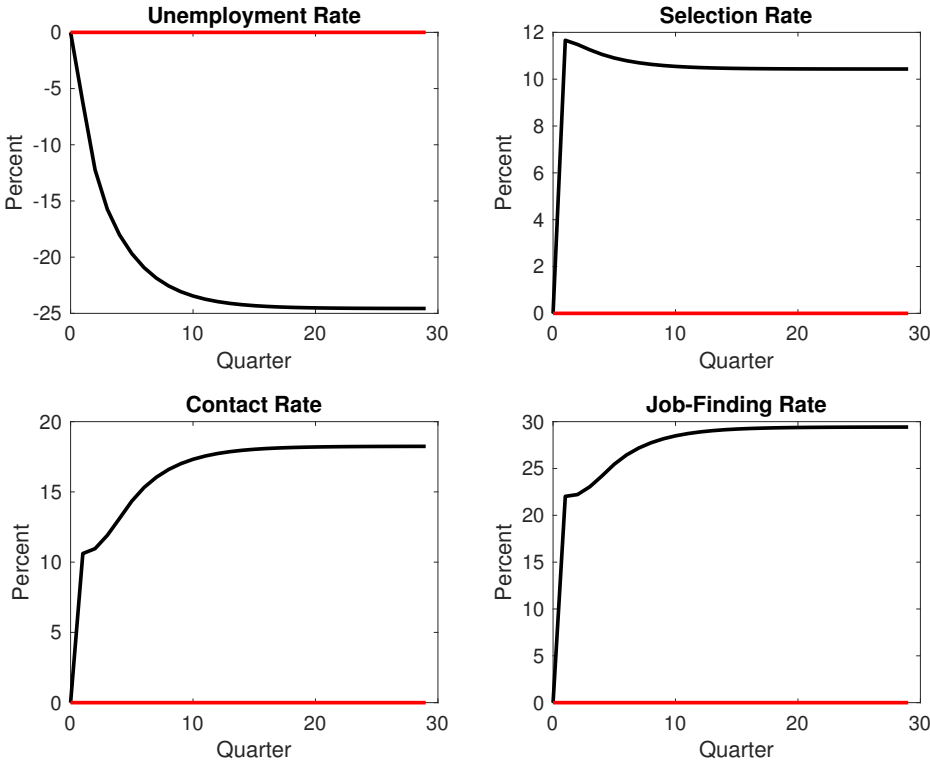 Unemployment Rate
0
-5
-10
-15
-20
-25
Percent
0 10 20 30
Quarter
Selection Rate
12
10
8
6
4
2
0
Percent
0 10 20 30
Quarter
Contact Rate
20
15
10
5
0
Percent
0 10 20 30
Quarter
Job-Finding Rate
30
25
20
15
10
5
0
Percent
0 10 20 30
Quarter